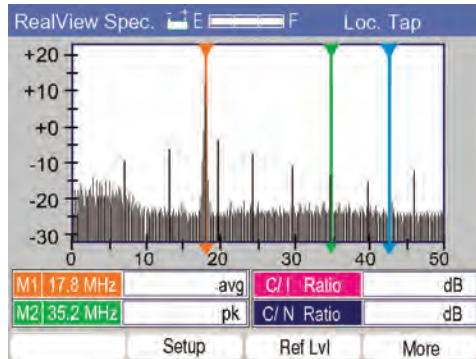 RealView Spec. E F Loc. Tap
+20
+10
+0
-10
-20
-30
0 10 20 30 40 50
M1 17.8 MHz avg C/I Ratio dB
M2 35.2 MHz pk C/N Ratio dB
Setup Ref Lvl More